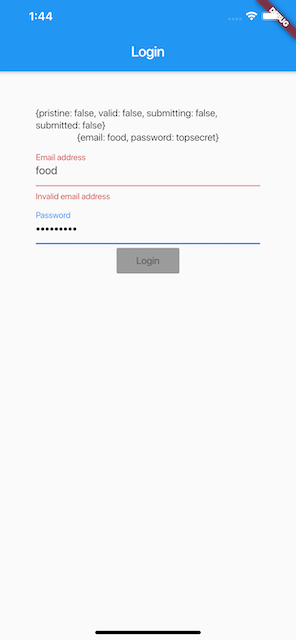 1:44
DEBUG
Login
{pristine: false, valid: false, submitting: false,
submitted: false}
{email: food, password: topsecret}
Email address
food
Invalid email address
Password
•••••••••
Login